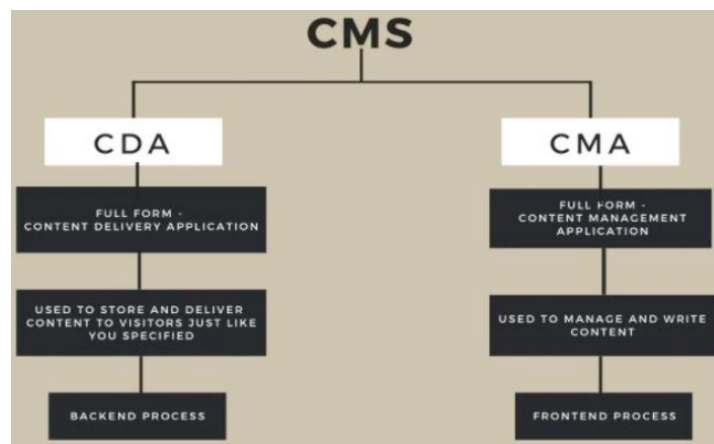 CMS
CDA
FULL FORM -
CONTENT DELIVERY APPLICATION
USED TO STORE AND DELIVER
CONTENT TO VISITORS JUST LIKE
YOU SPECIFIED
BACKEND PROCESS
CMA
FULL FORM -
CONTENT MANAGEMENT
APPLICATION
USED TO MANAGE AND WRITE
CONTENT
FRONTEND PROCESS